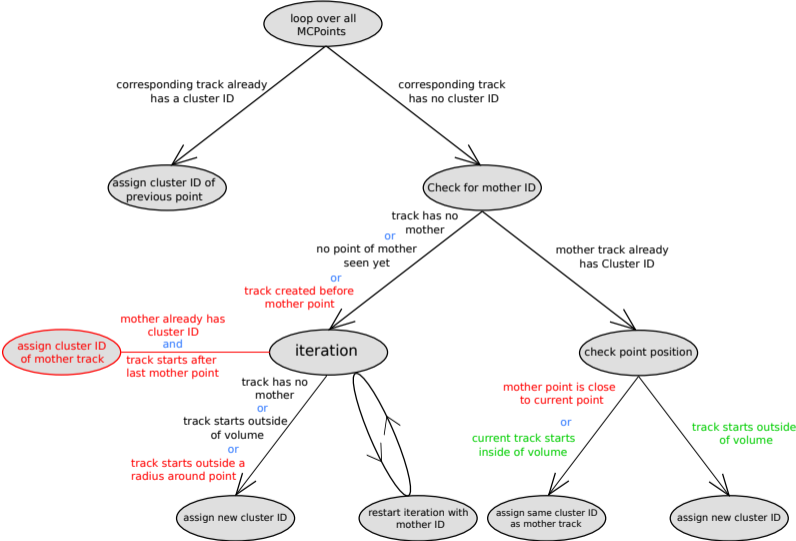 loop over all
MCPoints
corresponding track already
has a cluster ID
corresponding track
has no cluster ID
assign cluster ID of
previous point
Check for mother ID
track has no
mother
or
no point of mother
seen yet
or
track created before
mother point
mother track already
has Cluster ID
mother already has
cluster ID
and
track starts after
last mother point
assign cluster ID
of mother track
iteration
check point position
track has no
mother
or
track starts outside
of volume
or
track starts outside a
radius around point
mother point is close
to current point
or
current track starts
inside of volume
track starts outside
of volume
assign new cluster ID
restart iteration with
mother ID
assign same cluster ID
as mother track
assign new cluster ID